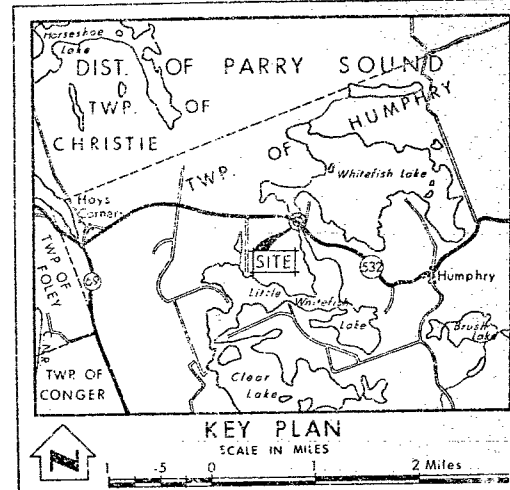 Horseshoe
Lake
DIST. OF PARRY SOUND
TWP. OF
CHRISTIE
HUMPHRY
TWP. OF
Whitefish Lake
Hoys
Corners
SITE
532
Humphry
69
TWP OF
FOLEY
Little Whitefish
Lake
Brush
Lake
C.N.R.
TWP. OF
CONGER
Clear
Lake
KEY PLAN
SCALE IN MILES
N
1 .5 0 1 2 Miles